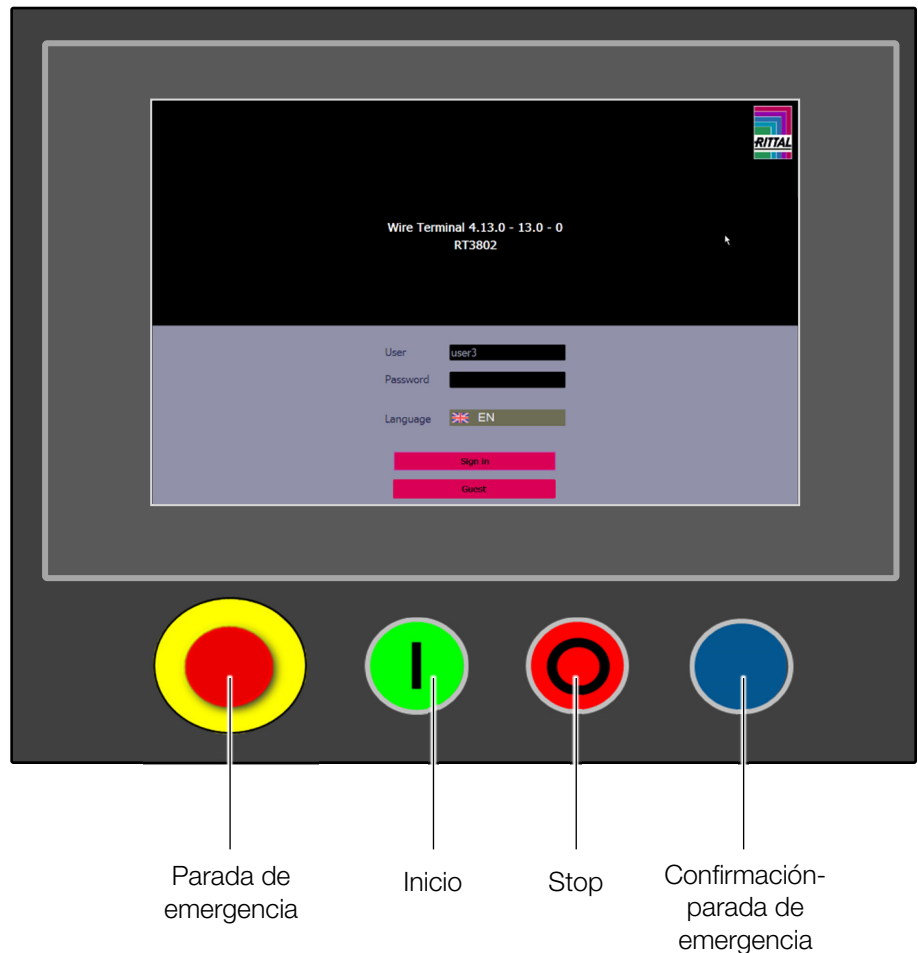 RITTAL
Wire Terminal 4.13.0 - 13.0 - 0
RT3802
User user3
Password
Language EN
Sign In
Guest
Parada de
emergencia
Inicio
Stop
Confirmación-
parada de
emergencia